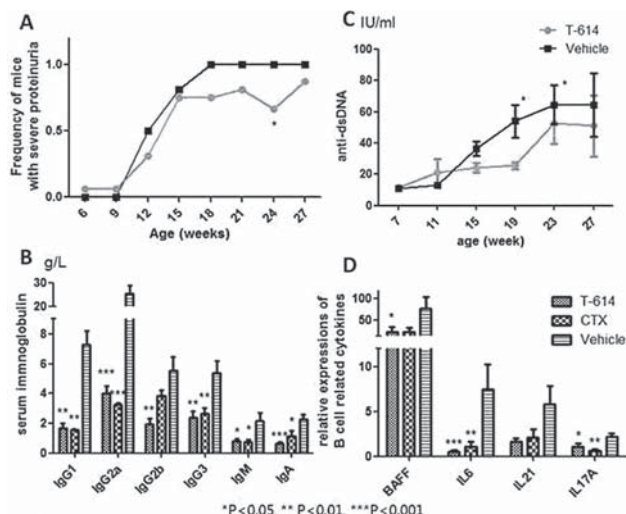 A
Frequency of mice
with severe proteinuria
1.0
0.5
0.0
6 9 12 15 18 21 24 27
Age (weeks)
*
C IU/ml
T-614
Vehicle
anti-dsDNA
100
80
60
40
20
0
7 11 15 19 23 27
age (week)
* *
B g/L
serum immnoglobulin
30
20
10
8
6
4
2
0
** ** *** *** ** ** ** * * *** *
IgG1 IgG2a IgG2b IgG3 IgM IgA
D
T-614
CTX
Vehicle
relative expressions of
B cell related cytokines
100
50
10
5
0
* *** ** * **
BAFF IL6 IL21 IL17A
*P<0.05, ** P<0.01, ***P<0.001